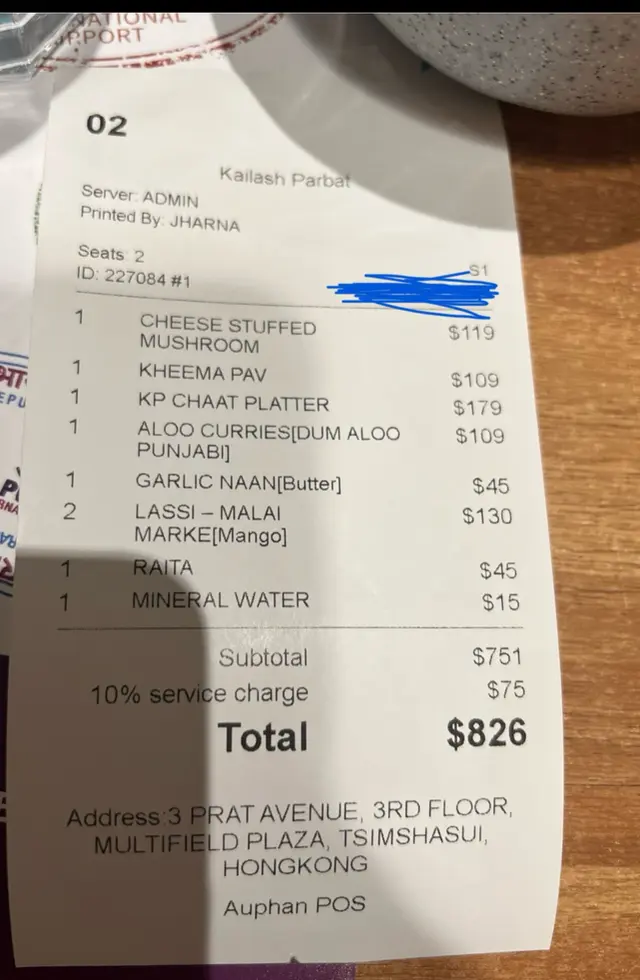 NATIONAL
SUPPORT
02
Kailash Parbat
Server: ADMIN
Printed By: JHARNA
Seats: 2
S1
ID: 227084 #1
1 CHEESE STUFFED $119
MUSHROOM
1 KHEEMA PAV $109
1 KP CHAAT PLATTER $179
1 ALOO CURRIES[DUM ALOO $109
PUNJABI]
1 GARLIC NAAN[Butter] $45
2 LASSI – MALAI $130
MARKE[Mango]
1 RAITA $45
1 MINERAL WATER $15
Subtotal $751
10% service charge $75
Total $826
Address:3 PRAT AVENUE, 3RD FLOOR,
MULTIFIELD PLAZA, TSIMSHASUI,
HONGKONG
Auphan POS